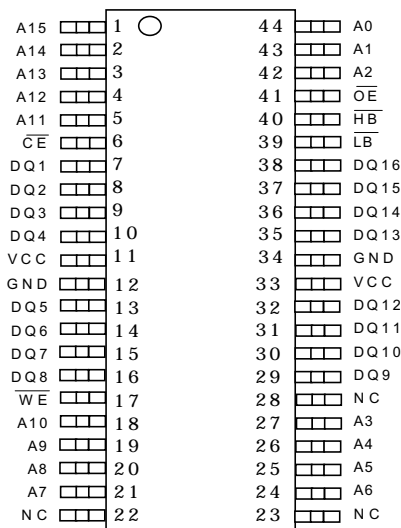 A15 1 44 A0
A14 2 43 A1
A13 3 42 A2
A12 4 41 OE
A11 5 40 HB
CE 6 39 LB
DQ1 7 38 DQ16
DQ2 8 37 DQ15
DQ3 9 36 DQ14
DQ4 10 35 DQ13
VCC 11 34 GND
GND 12 33 VCC
DQ5 13 32 DQ12
DQ6 14 31 DQ11
DQ7 15 30 DQ10
DQ8 16 29 DQ9
WE 17 28 NC
A10 18 27 A3
A9 19 26 A4
A8 20 25 A5
A7 21 24 A6
NC 22 23 NC